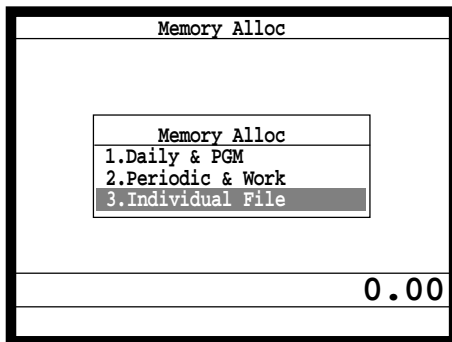 Memory Alloc
Memory Alloc
1.Daily & PGM
2.Periodic & Work
3.Individual File
0.00